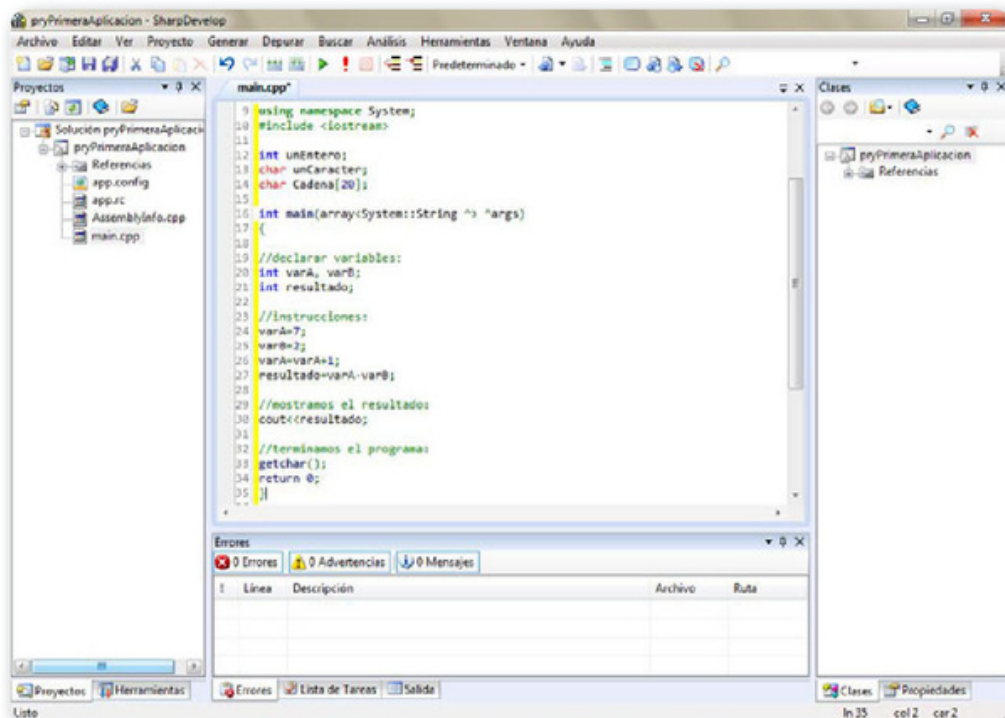 pryPrimeraAplicacion - SharpDevelop
Archivo Editar Ver Proyecto Generar Depurar Buscar Análisis Herramientas Ventana Ayuda
Predeterminado
Proyectos
Solución pryPrimeraAplicaci
pryPrimeraAplicacion
Referencias
app.config
app.rc
AssemblyInfo.cpp
main.cpp
main.cpp*
9 using namespace System;
10 #include <iostream>
11
12 int unEntero;
13 char unCaracter;
14 char Cadena[20];
15
16 int main(array<System::String ^> ^args)
17 {
18
19 //declarar variables:
20 int varA, varB;
21 int resultado;
22
23 //instrucciones:
24 varA=7;
25 varB=2;
26 varA=varA+1;
27 resultado=varA-varB;
28
29 //mostramos el resultado:
30 cout<<resultado;
31
32 //terminamos el programa:
33 getchar();
34 return 0;
35 }
Clases
pryPrimeraAplicacion
Referencias
Errores
0 Errores 0 Advertencias 0 Mensajes
! Línea Descripción Archivo Ruta
Proyectos Herramientas
Errores Lista de Tareas Salida
Clases Propiedades
Listo
ln 35 col 2 car 2